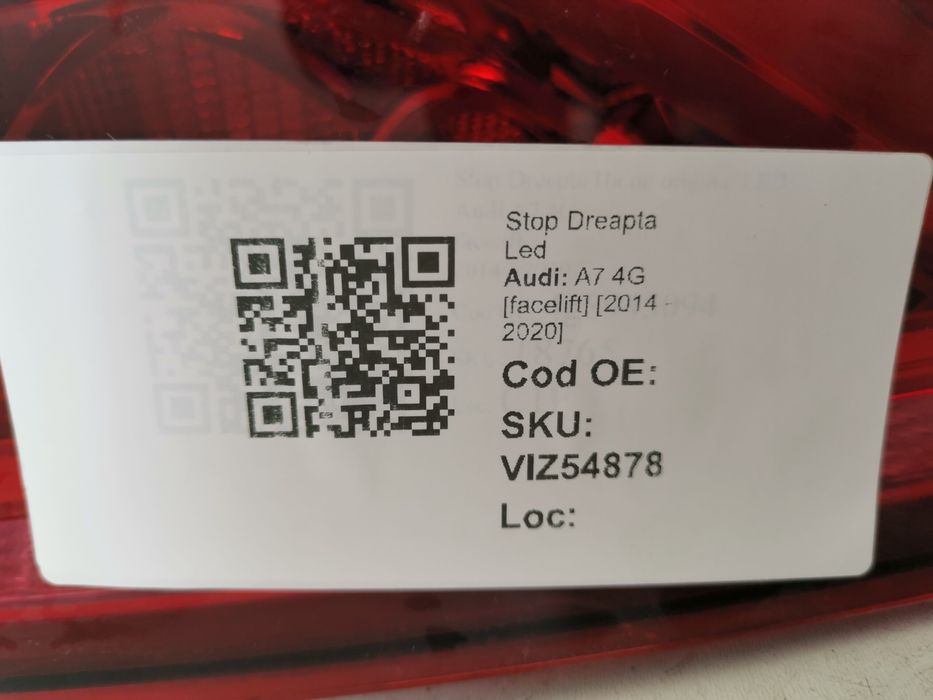 Stop Dreapta
Led
Audi: A7 4G
[facelift] [2014 -
2020]
Cod OE:
SKU:
VIZ54878
Loc: